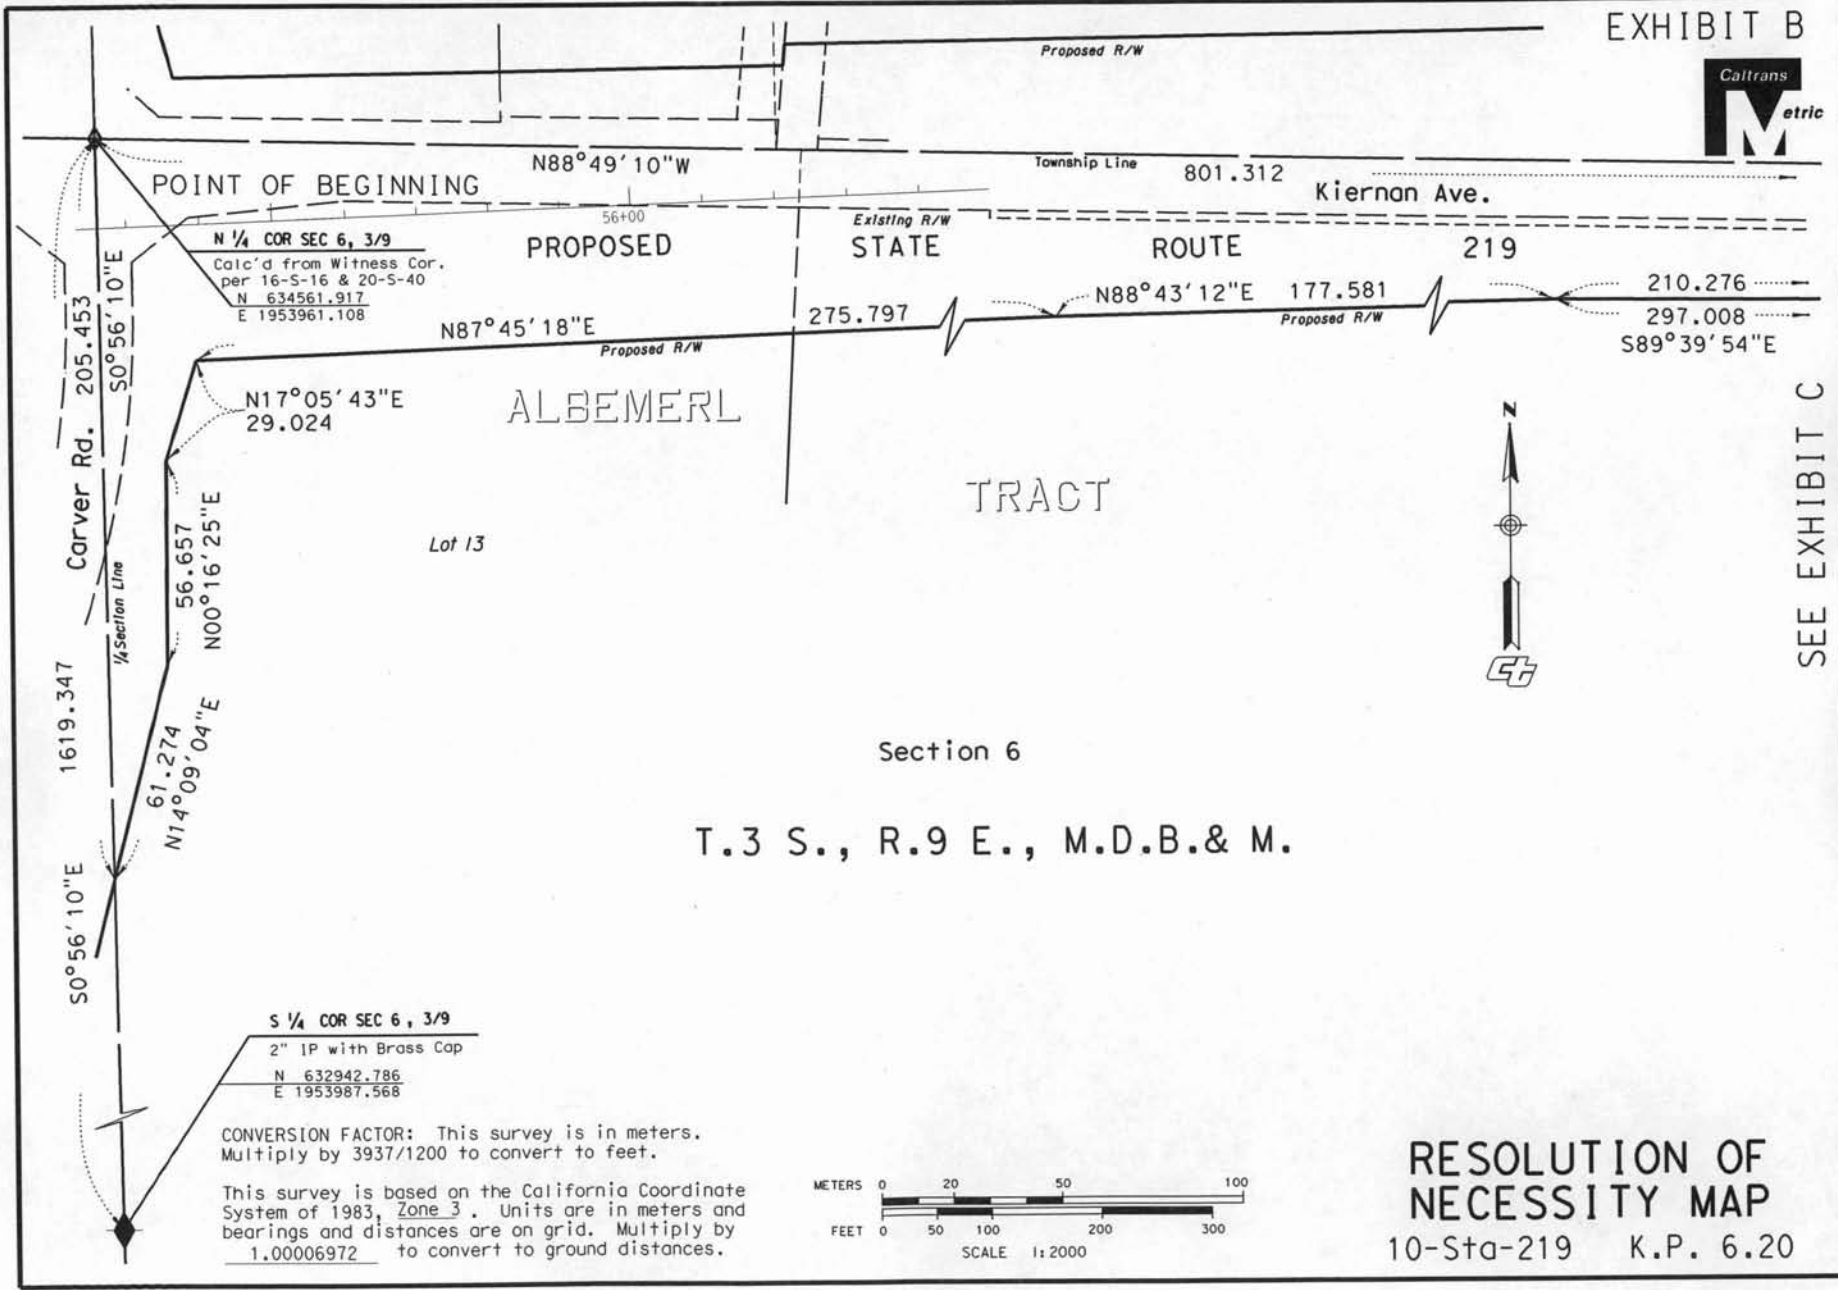 EXHIBIT B
Caltrans
Metric
Proposed R/W
N88°49'10"W
Township Line
801.312
Kiernan Ave.
POINT OF BEGINNING
56+00
Existing R/W
N 1/4 COR SEC 6, 3/9
Calc'd from Witness Cor.
per 16-S-16 & 20-S-40
N 634561.917
E 1953961.108
PROPOSED STATE ROUTE 219
205.453
S0°56'10"E
Carver Rd.
N87°45'18"E
Proposed R/W
275.797
N88°43'12"E 177.581
Proposed R/W
210.276
297.008
S89°39'54"E
N17°05'43"E
29.024
ALBEMERL
TRACT
N
Lot 13
56.657
N00°16'25"E
1/4 Section Line
SEE EXHIBIT C
ct
1619.347
61.274
N14°09'04"E
S0°56'10"E
Section 6
T.3 S., R.9 E., M.D.B.& M.
S 1/4 COR SEC 6, 3/9
2" IP with Brass Cap
N 632942.786
E 1953987.568
CONVERSION FACTOR: This survey is in meters.
Multiply by 3937/1200 to convert to feet.
This survey is based on the California Coordinate
System of 1983, Zone 3 . Units are in meters and
bearings and distances are on grid. Multiply by
1.00006972 to convert to ground distances.
METERS 0 20 50 100
FEET 0 50 100 200 300
SCALE 1:2000
RESOLUTION OF
NECESSITY MAP
10-Sta-219 K.P. 6.20